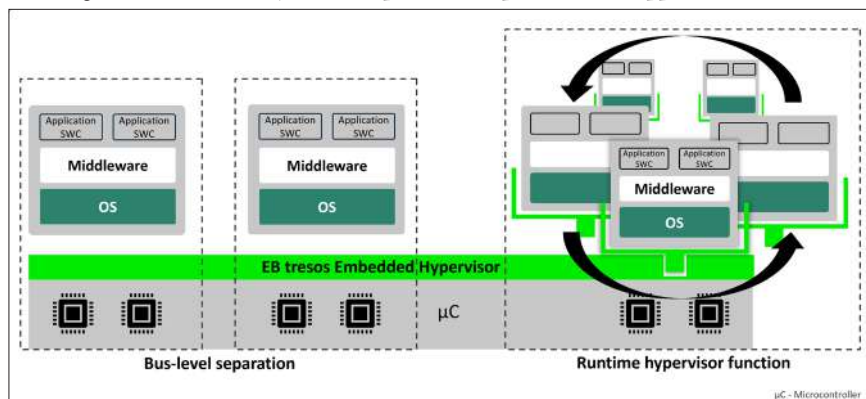 Application
SWC
Application
SWC
Middleware
OS
Application
SWC
Application
SWC
Middleware
OS
Application
SWC
Application
SWC
Middleware
OS
EB tresos Embedded Hypervisor
µC
Bus-level separation
Runtime hypervisor function
µC - Microcontroller